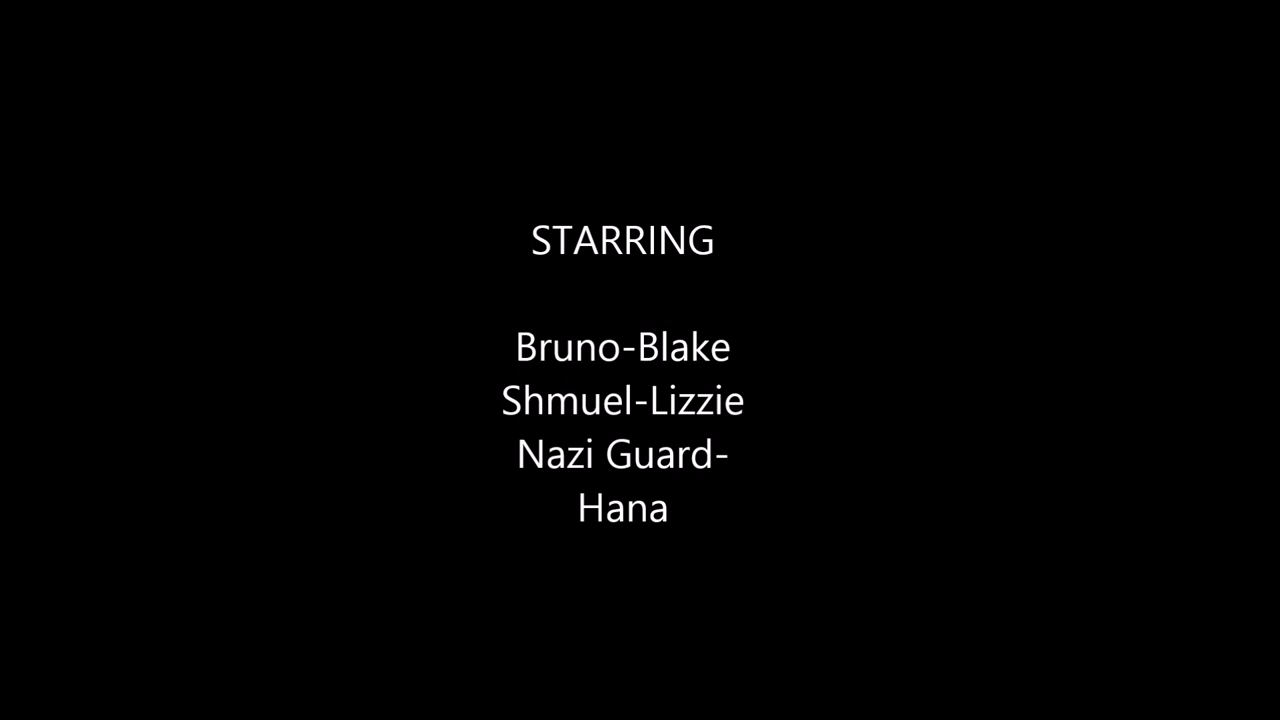 STARRING
Bruno-Blake
Shmuel-Lizzie
Nazi Guard-
Hana